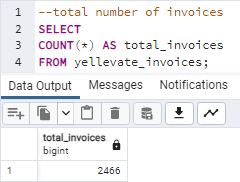 1 --total number of invoices
2 SELECT
3 COUNT(*) AS total_invoices
4 FROM yellevate_invoices;
Data Output Messages Notifications
total_invoices
bigint
1 2466